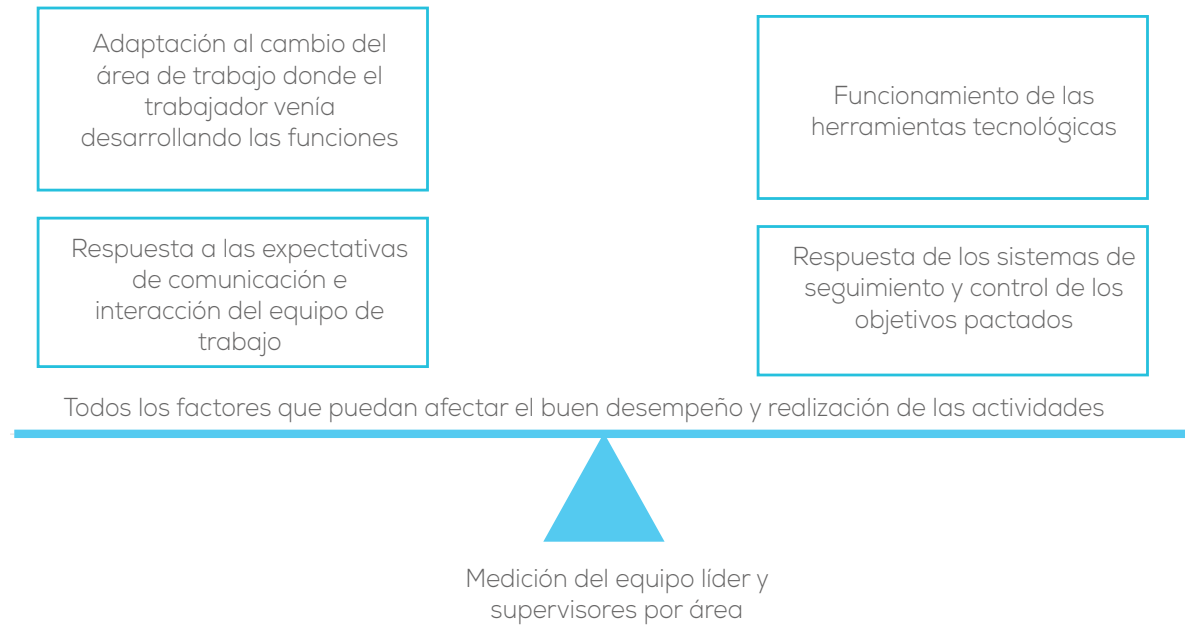 Adaptación al cambio del
área de trabajo donde el
trabajador venía
desarrollando las funciones
Funcionamiento de las
herramientas tecnológicas
Respuesta a las expectativas
de comunicación e
interacción del equipo de
trabajo
Respuesta de los sistemas de
seguimiento y control de los
objetivos pactados
Todos los factores que puedan afectar el buen desempeño y realización de las actividades
Medición del equipo líder y
supervisores por área